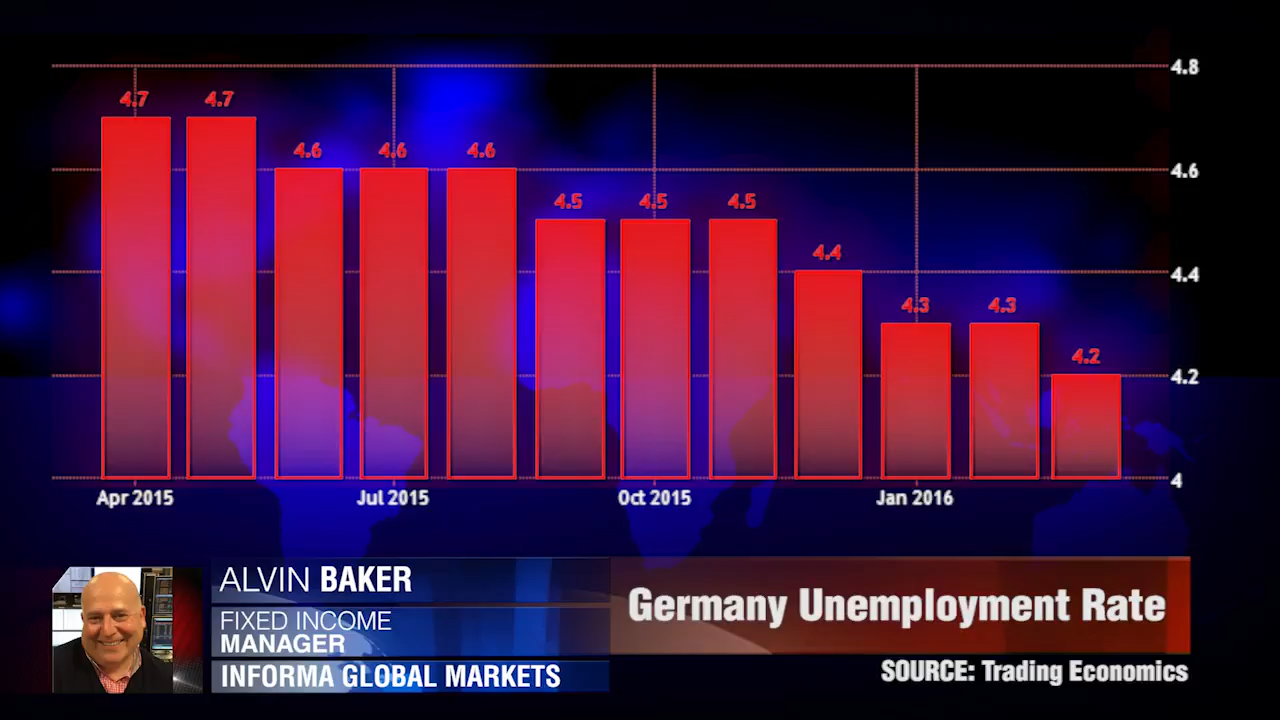 4.8
4.7 4.7
4.6 4.6 4.6
4.6
4.5 4.5 4.5
4.4
4.4
4.3 4.3
4.2
4.2
4
Apr 2015 Jul 2015 Oct 2015 Jan 2016
ALVIN BAKER
FIXED INCOME
MANAGER
INFORMA GLOBAL MARKETS
Germany Unemployment Rate
SOURCE: Trading Economics